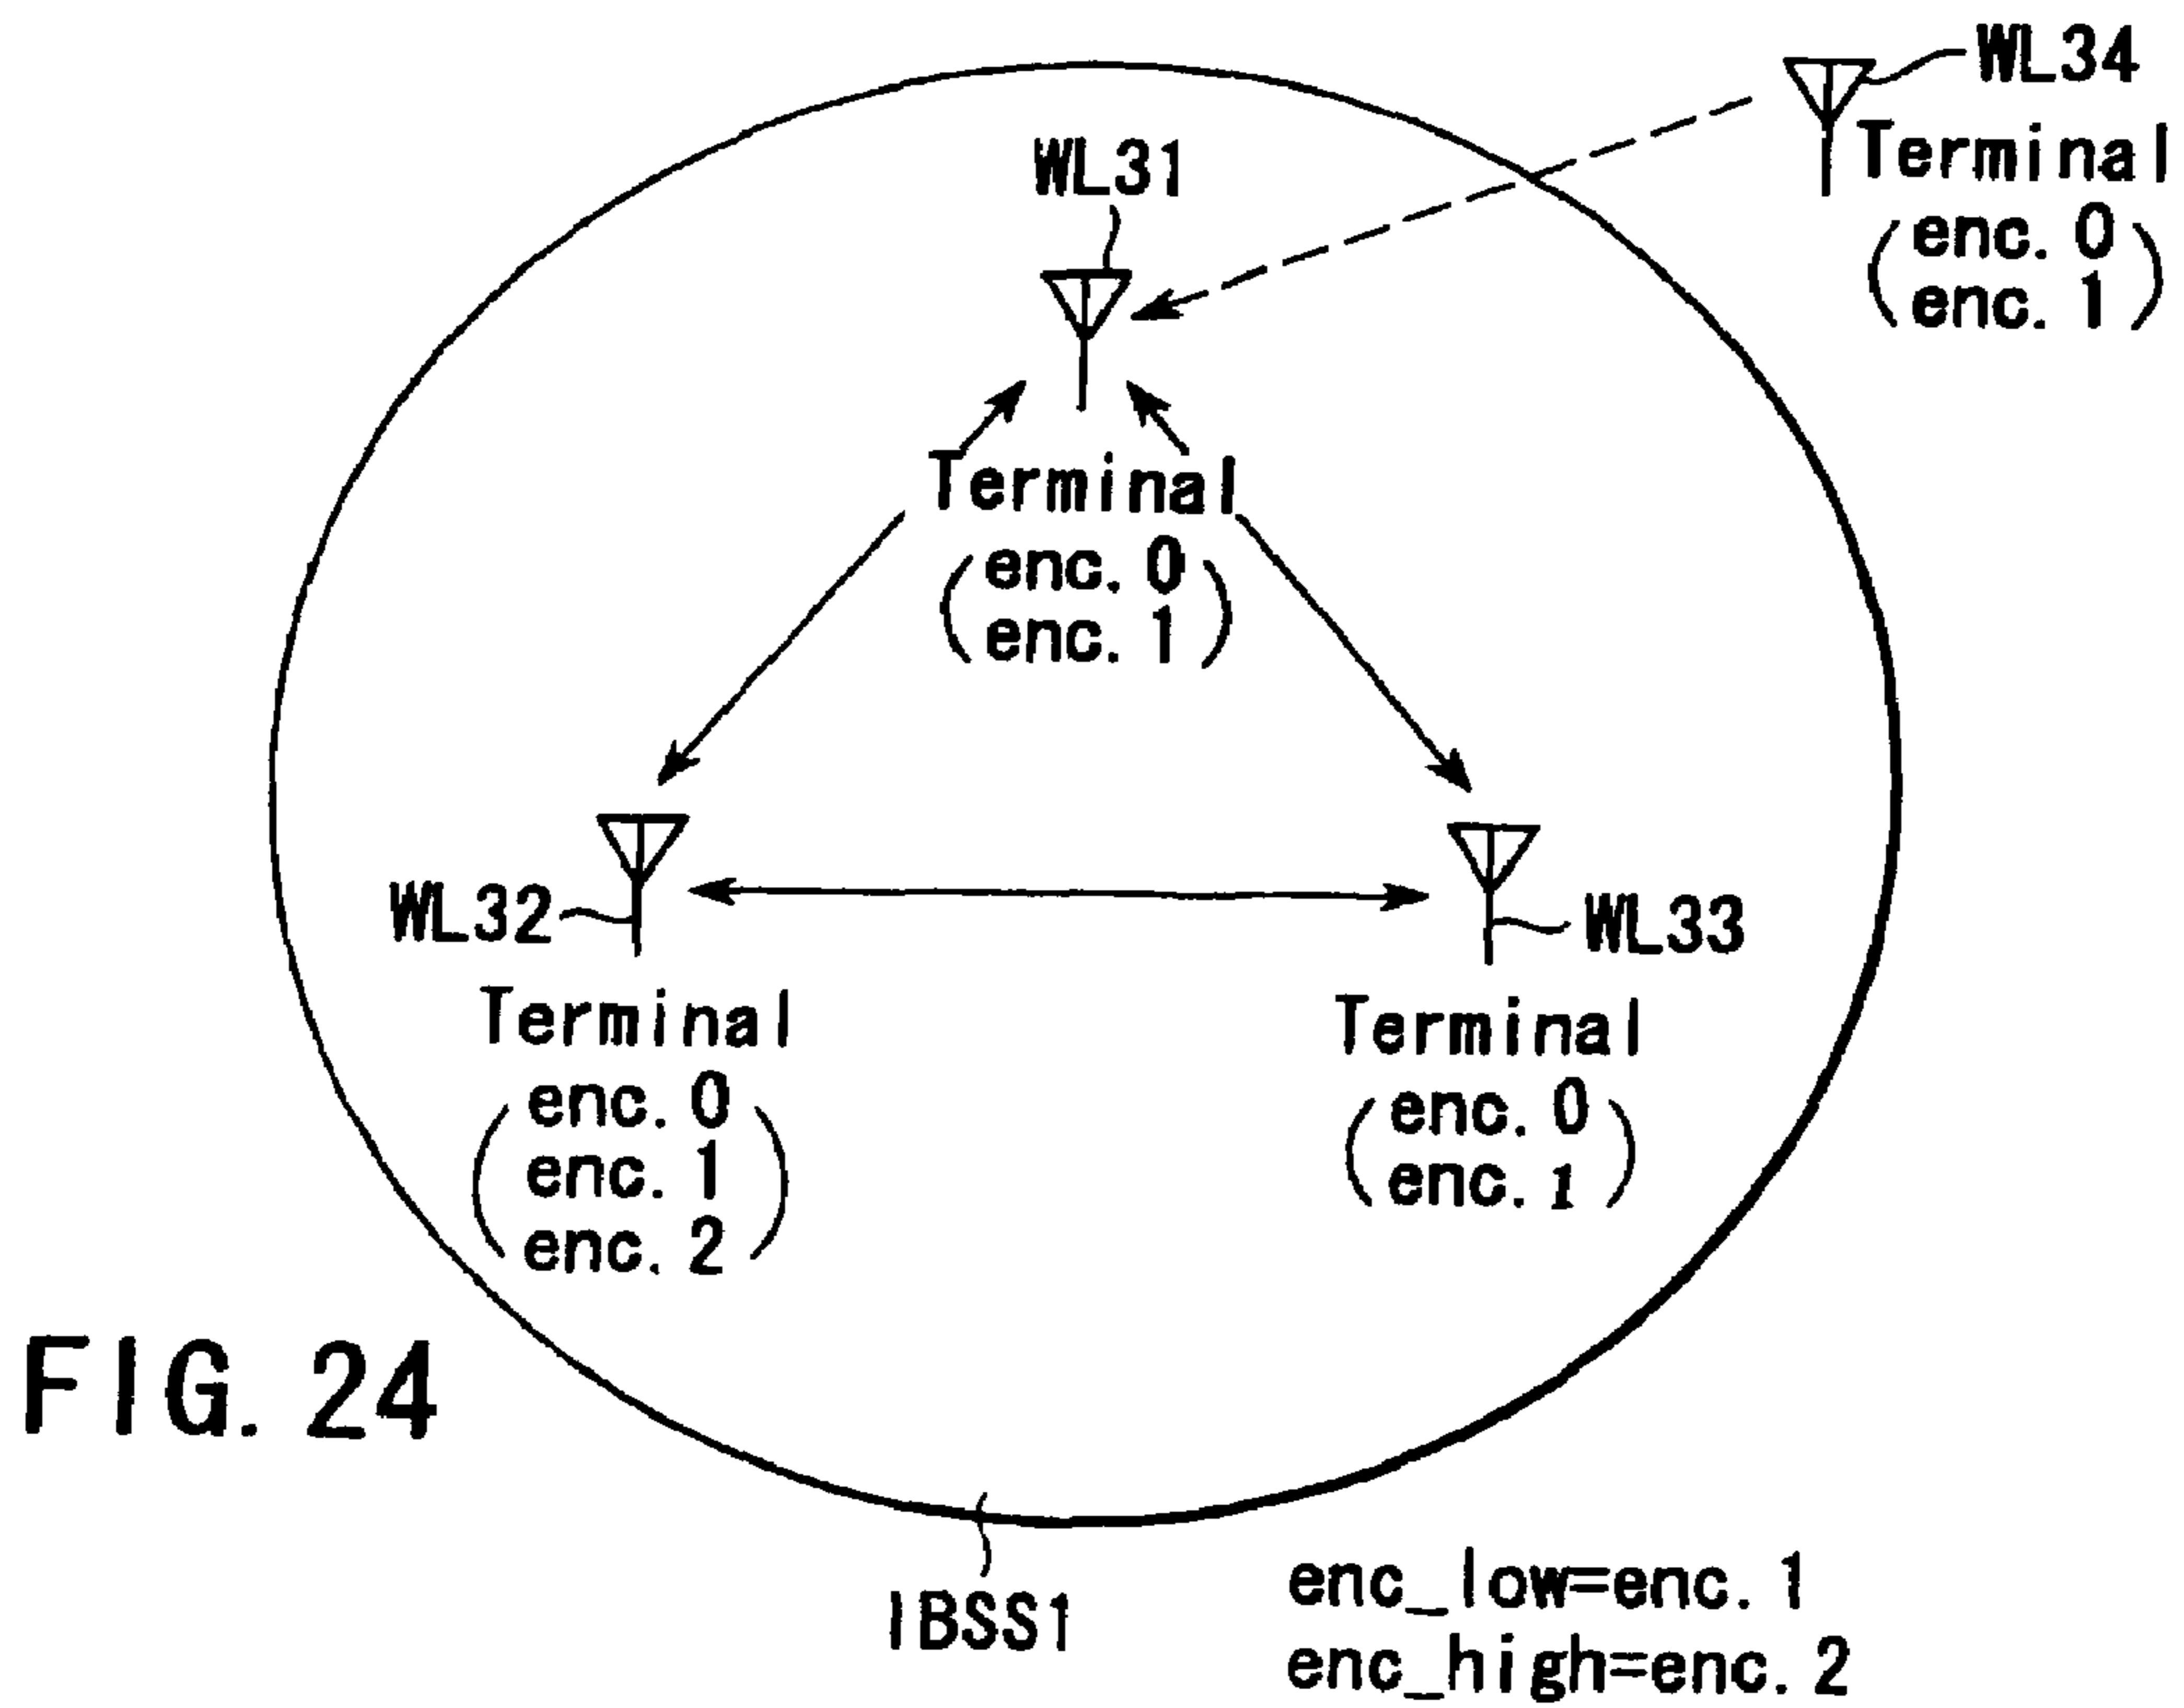 WL34
Terminal
(enc. 0
enc. 1)
WL31
Terminal
(enc. 0
enc. 1)
WL32
Terminal
(enc. 0
enc. 1
enc. 2)
WL33
Terminal
(enc. 0
enc. 1)
FIG. 24
IBSS1
enc_low=enc. 1
enc_high=enc. 2